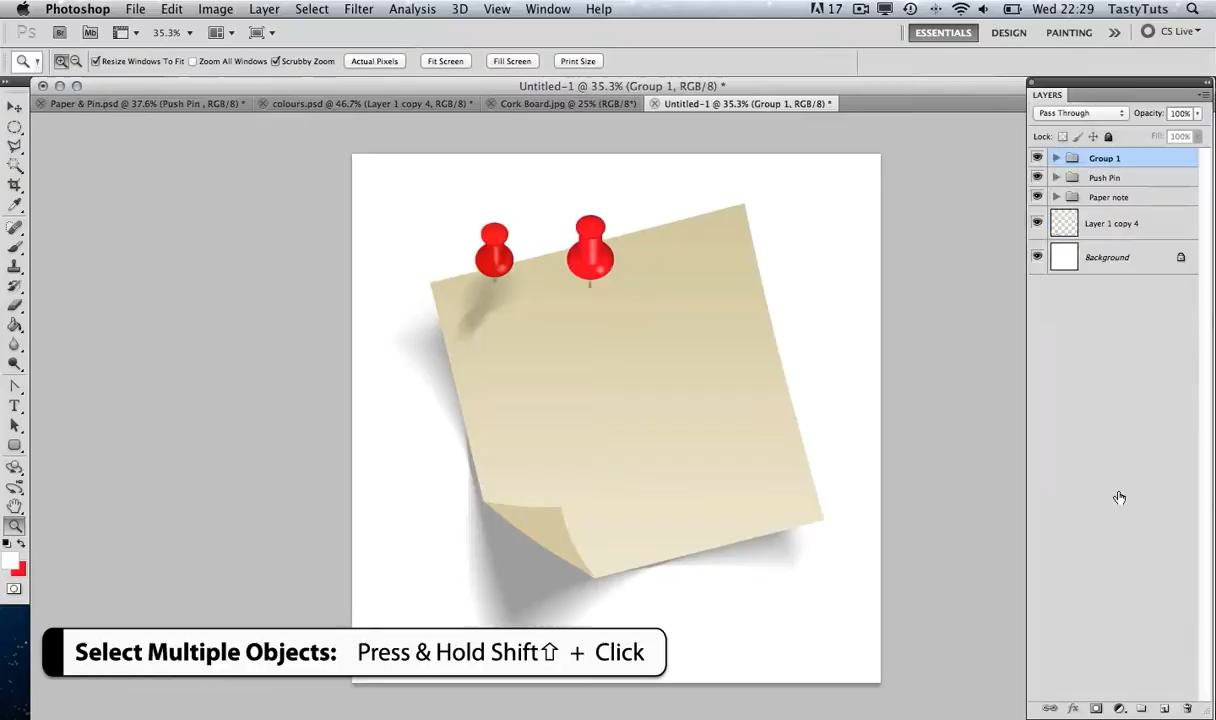 Photoshop File Edit Image Layer Select Filter Analysis 3D View Window Help 17 Wed 22:29 TastyTuts
Ps Br Mb 35.3% ESSENTIALS DESIGN PAINTING >> CS Live
Resize Windows To Fit Zoom All Windows Scrubby Zoom Actual Pixels Fit Screen Fill Screen Print Size
Untitled-1 @ 35.3% (Group 1, RGB/8) *
Paper & Pin.psd @ 37.6% (Push Pin , RGB/8) * colours.psd @ 46.7% (Layer 1 copy 4, RGB/8) * Cork Board.jpg @ 25% (RGB/8*) Untitled-1 @ 35.3% (Group 1, RGB/8) *
LAYERS
Pass Through Opacity: 100%
Lock: Fill: 100%
Group 1
Push Pin
Paper note
Layer 1 copy 4
Background
T
Select Multiple Objects: Press & Hold Shift⇧ + Click
fx